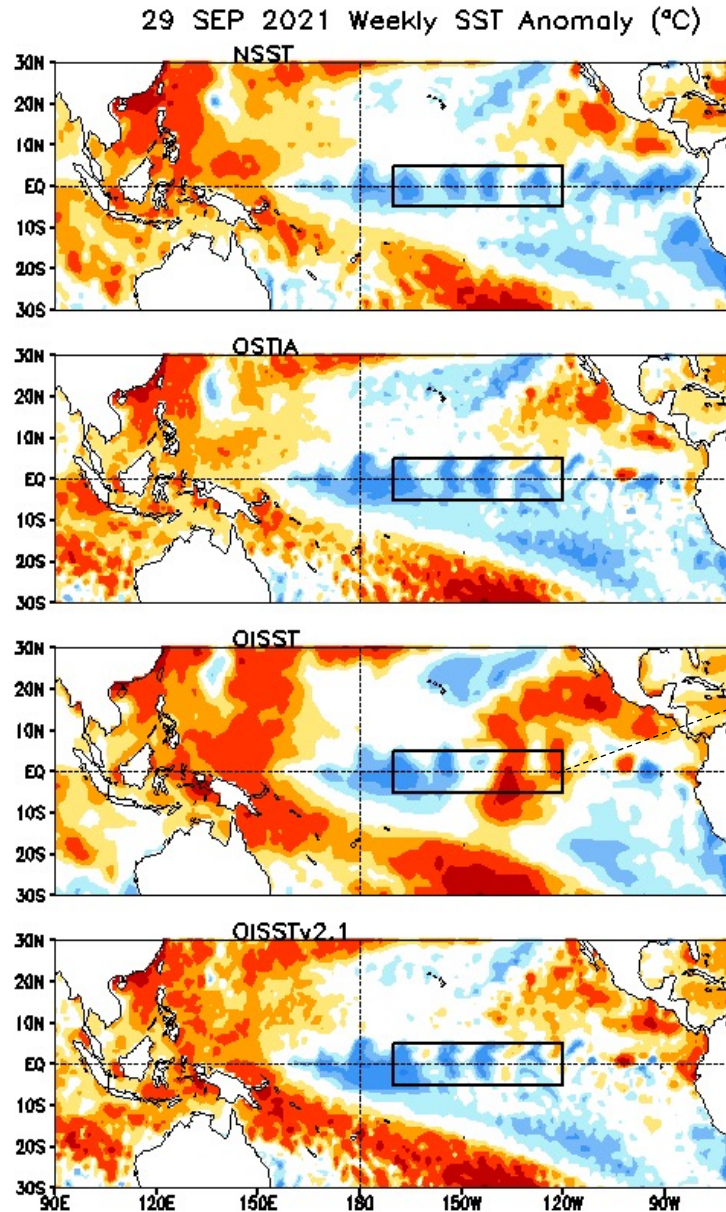 29 SEP 2021 Weekly SST Anomaly (°C)
NSST
30N
20N
10N
EQ
10S
20S
30S
OSTIA
30N
20N
10N
EQ
10S
20S
30S
OISST
30N
20N
10N
EQ
10S
20S
30S
OISSTv2.1
30N
20N
10N
EQ
10S
20S
30S
90E 120E 150E 180 150W 120W 90W